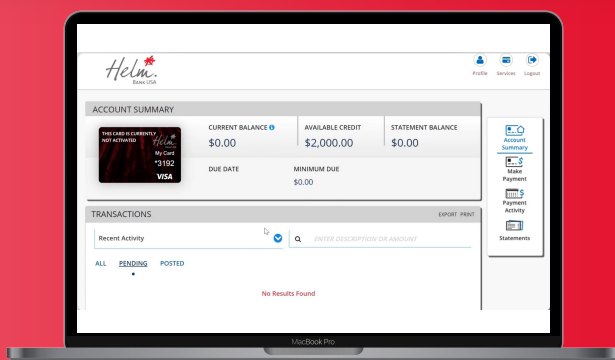 Helm.
BANK USA
Profile Services Logout
ACCOUNT SUMMARY
THIS CARD IS CURRENTLY
NOT ACTIVATED
Helm.
My Card
*3192
VISA
CURRENT BALANCE
$0.00
AVAILABLE CREDIT
$2,000.00
STATEMENT BALANCE
$0.00
DUE DATE
MINIMUM DUE
$0.00
Account
Summary
Make
Payment
Payment
Activity
Statements
TRANSACTIONS
EXPORT PRINT
Recent Activity
ENTER DESCRIPTION OR AMOUNT
ALL PENDING POSTED
No Results Found
MacBook Pro